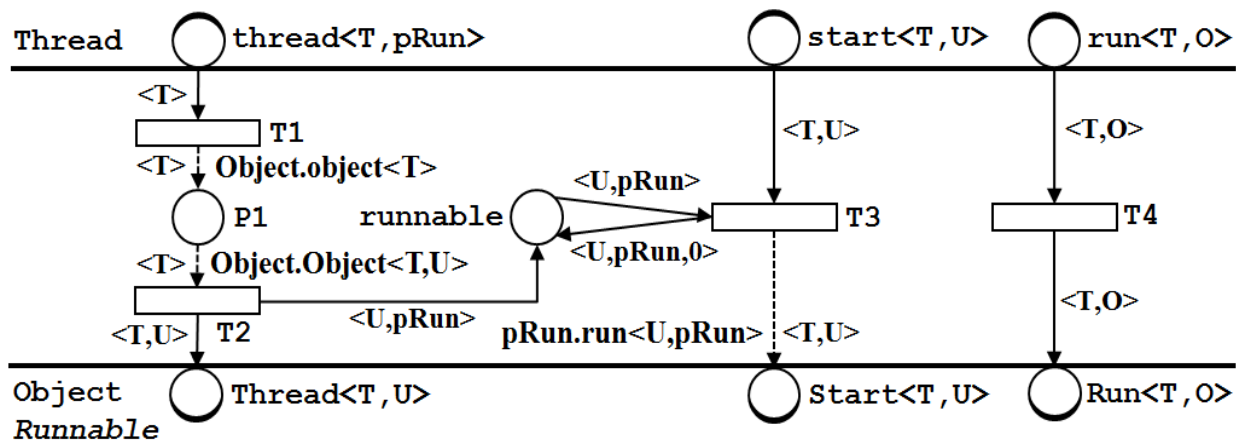 Thread thread<T,pRun> start<T,U> run<T,O>
<T>
T1 <T,U> <T,O>
<T> Object.object<T>
<U,pRun>
P1 runnable T3 T4
<U,pRun,0>
<T> Object.Object<T,U>
<T,O>
<U,pRun>
<T,U> T2 pRun.run<U,pRun> <T,U>
Object Thread<T,U> Start<T,U> Run<T,O>
Runnable